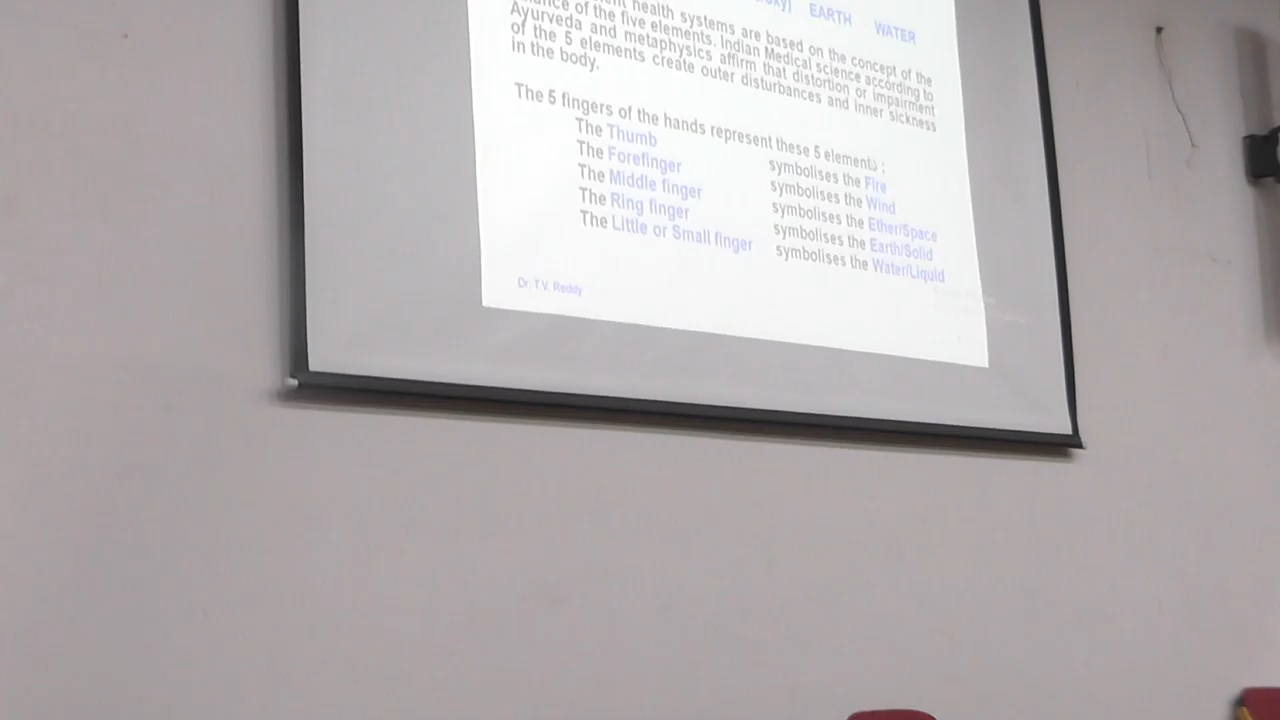 EARTH WATER
health systems are based on the concept of the
of the five elements. Indian Medical science according to
Ayurveda and metaphysics affirm that distortion or impairment
of the 5 elements create outer disturbances and inner sickness
in the body.
The 5 fingers of the hands represent these 5 elements :
The Thumb symbolises the Fire
The Forefinger symbolises the Wind
The Middle finger symbolises the Ether/Space
The Ring finger symbolises the Earth/Solid
The Little or Small finger symbolises the Water/Liquid
Dr. T.V. Reddy